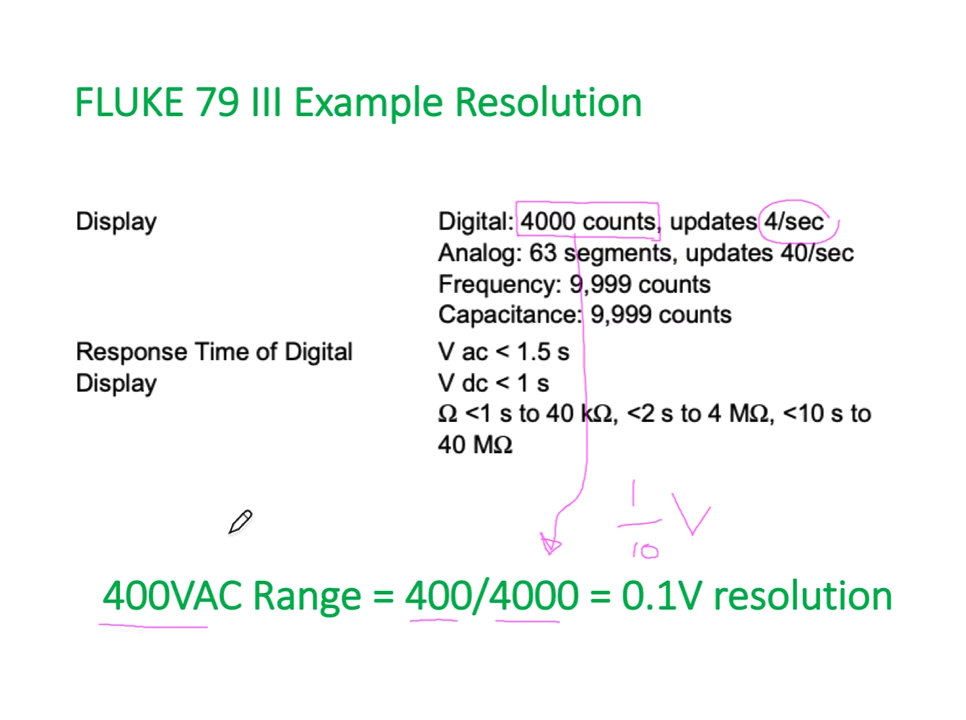 FLUKE 79 III Example Resolution
Display
Digital: 4000 counts, updates 4/sec
Analog: 63 segments, updates 40/sec
Frequency: 9,999 counts
Capacitance: 9,999 counts
Response Time of Digital
Display
V ac < 1.5 s
V dc < 1 s
Ω <1 s to 40 kΩ, <2 s to 4 MΩ, <10 s to
40 MΩ
1/10 V
400VAC Range = 400/4000 = 0.1V resolution